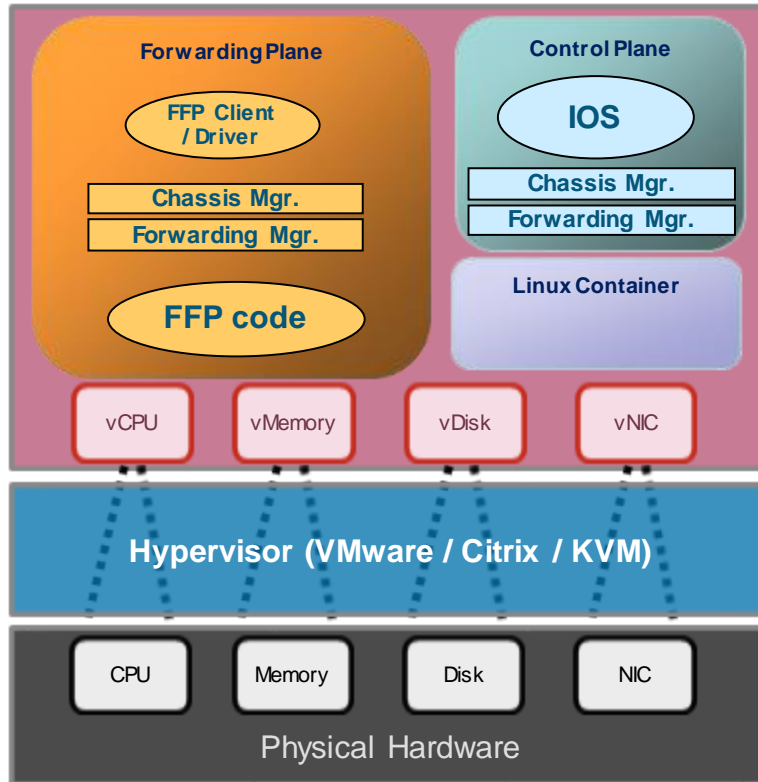 Forwarding Plane
FFP Client
/ Driver
Chassis Mgr.
Forwarding Mgr.
FFP code
Control Plane
IOS
Chassis Mgr.
Forwarding Mgr.
Linux Container
vCPU
vMemory
vDisk
vNIC
Hypervisor (VMware / Citrix / KVM)
CPU
Memory
Disk
NIC
Physical Hardware